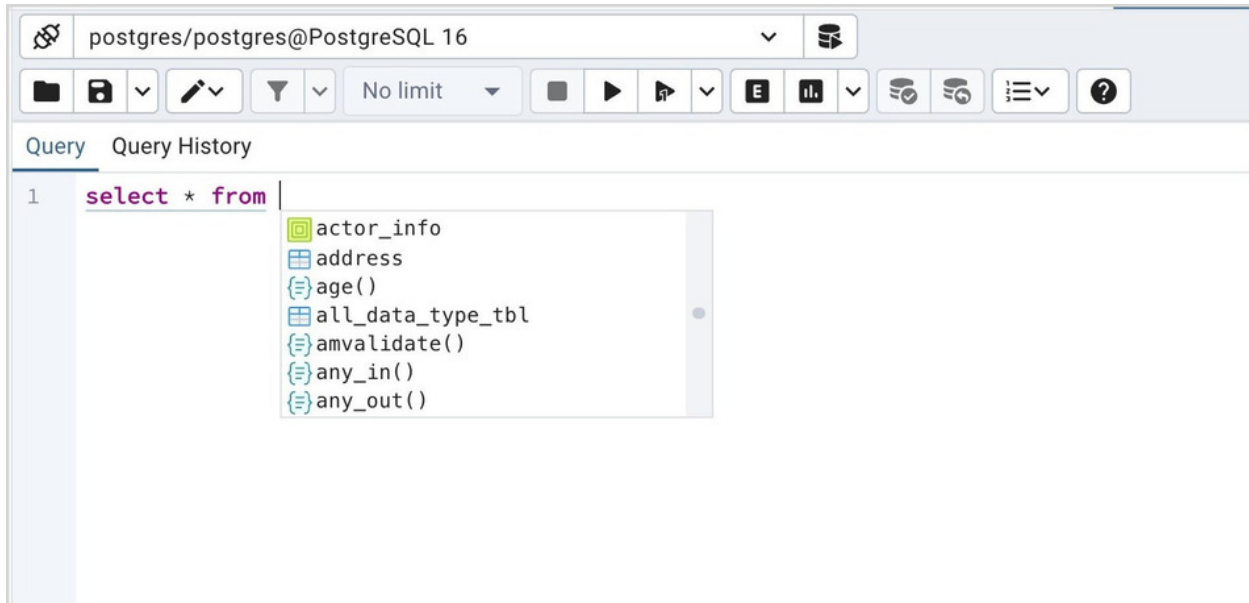 postgres/postgres@PostgreSQL 16
No limit
E
Query Query History
1 select * from
actor_info
address
age()
all_data_type_tbl
amvalidate()
any_in()
any_out()